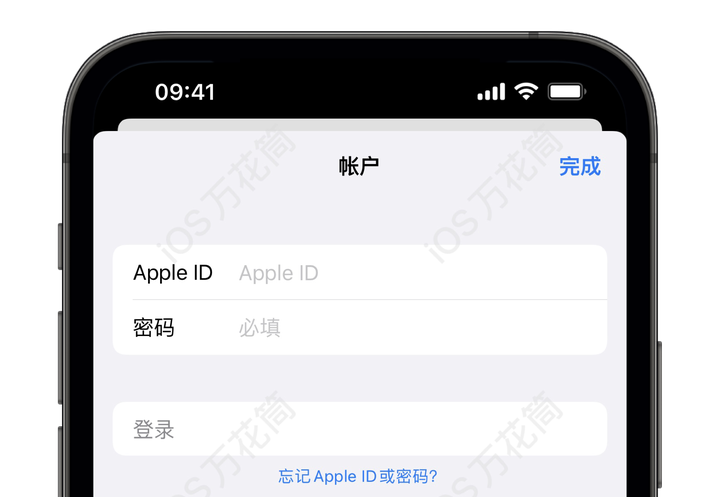 09:41
帐户
完成
Apple ID Apple ID
密码 必填
登录
忘记 Apple ID 或密码?
iOS 万花筒
iOS 万花筒
iOS 万花筒
iOS 万花筒